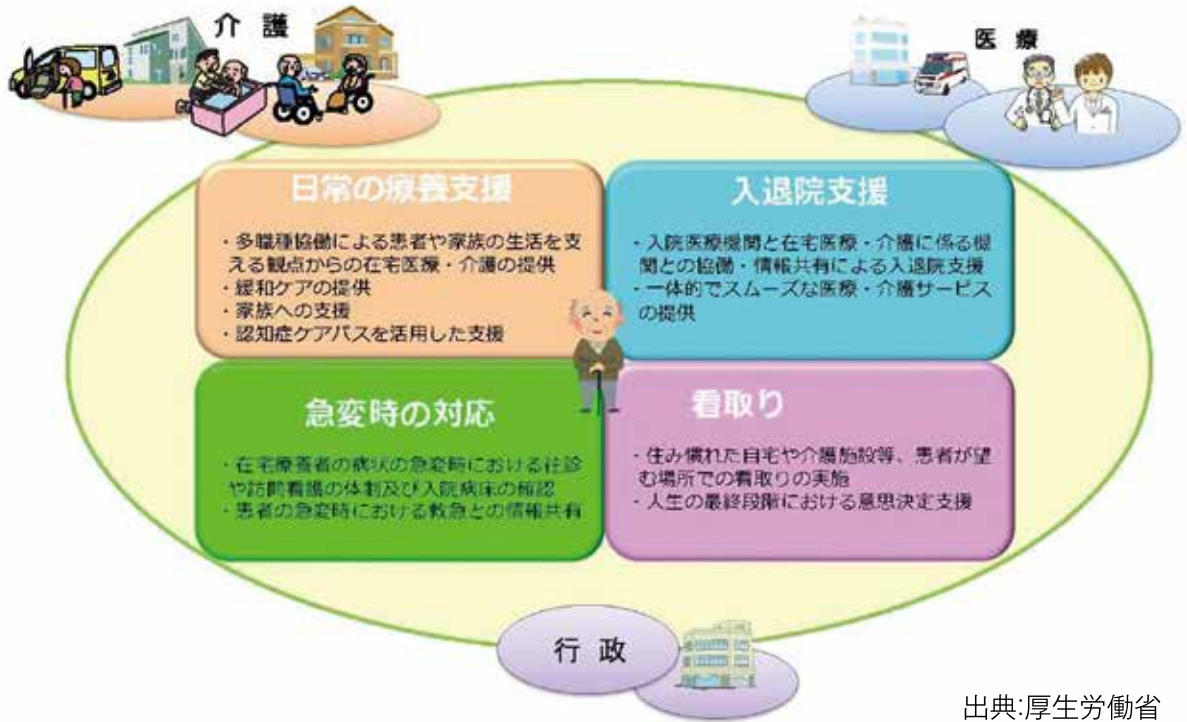 介護
医療
日常の療養支援
・多職種協働による患者や家族の生活を支
える観点からの在宅医療・介護の提供
・緩和ケアの提供
・家族への支援
・認知症ケアパスを活用した支援
入退院支援
・入院医療機関と在宅医療・介護に係る機
関との協働・情報共有による入退院支援
・一体的でスムーズな医療・介護サービス
の提供
急変時の対応
・在宅療養者の病状の急変時における往診
や訪問看護の体制及び入院病床の確認
・患者の急変時における救急との情報共有
看取り
・住み慣れた自宅や介護施設等、患者が望
む場所での看取りの実施
・人生の最終段階における意思決定支援
行政
出典:厚生労働省